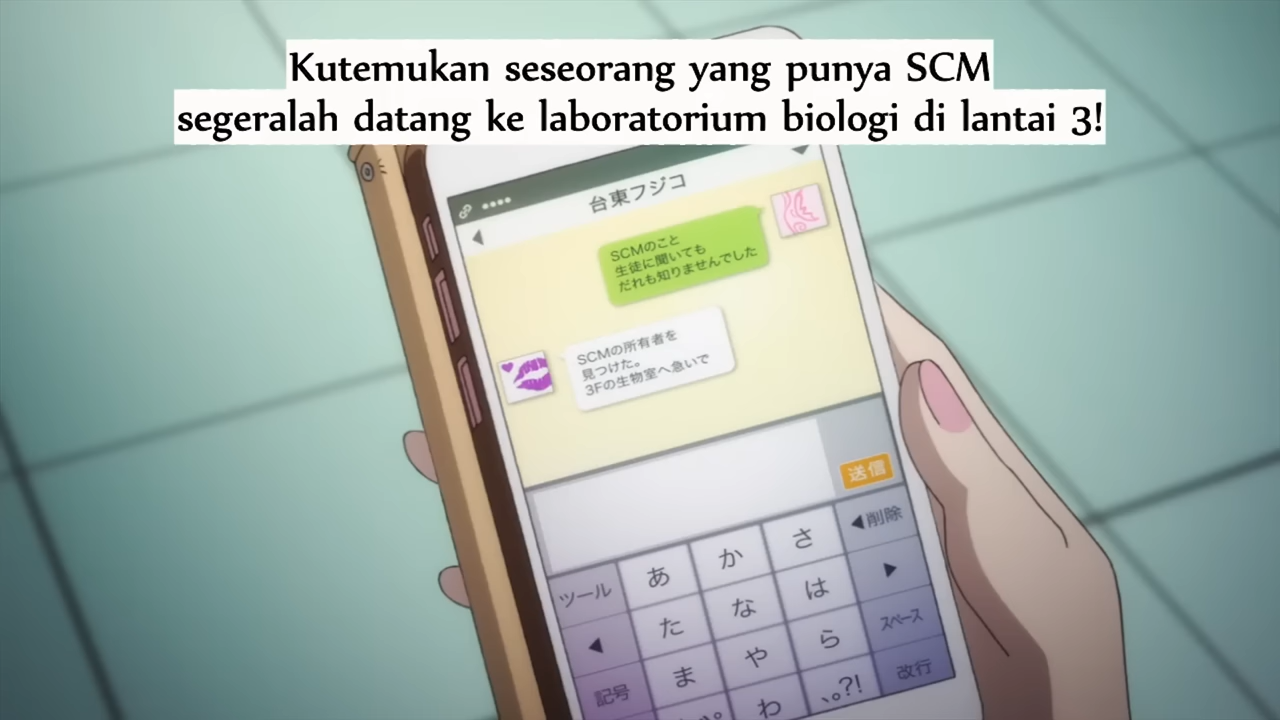 Kutemukan seseorang yang punya SCM
segeralah datang ke laboratorium biologi di lantai 3!
台東フジコ
SCMのこと
生徒に聞いても
だれも知りませんでした
SCMの所有者を
見つけた。
3Fの生物室へ急いで
送信
ツール あ か さ ◀削除
◀ た な は ▶
記号 ま や ら スペース
わ 、。?! 改行